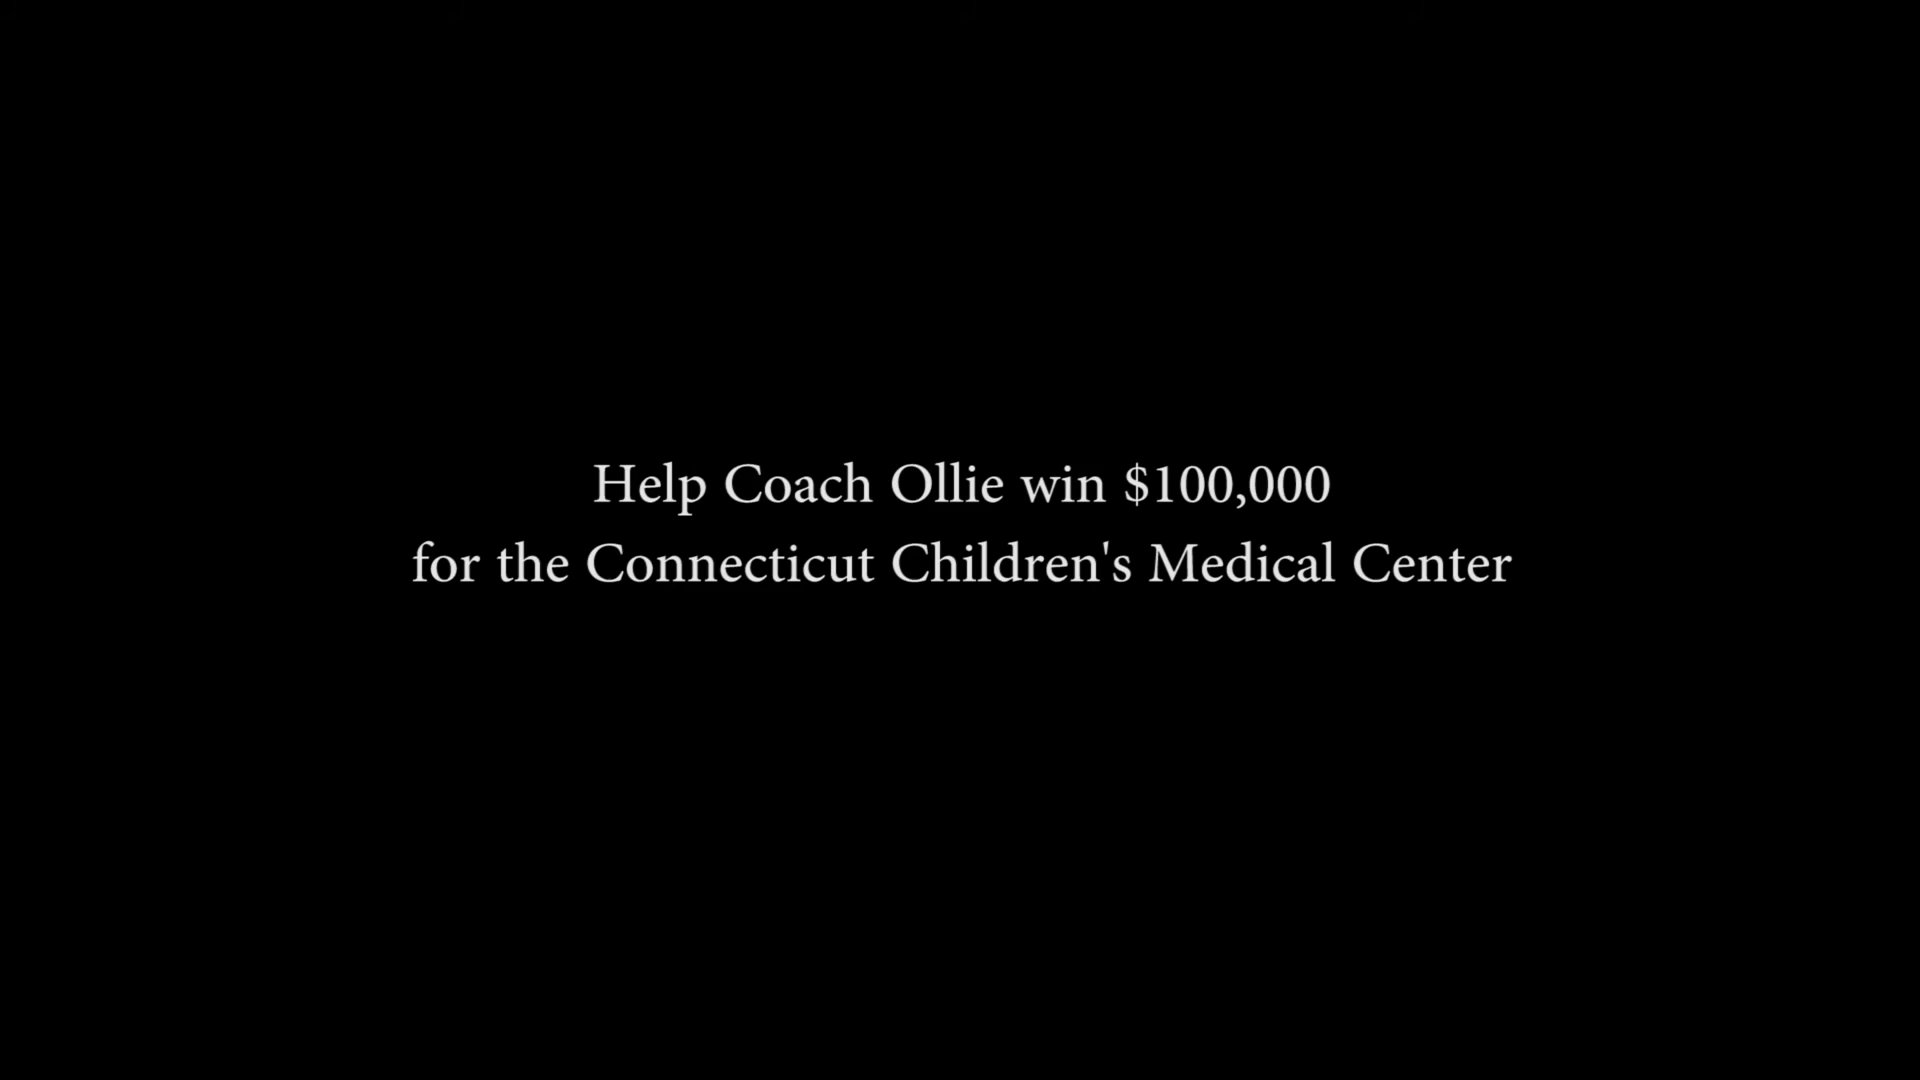 Help Coach Ollie win $100,000
for the Connecticut Children's Medical Center